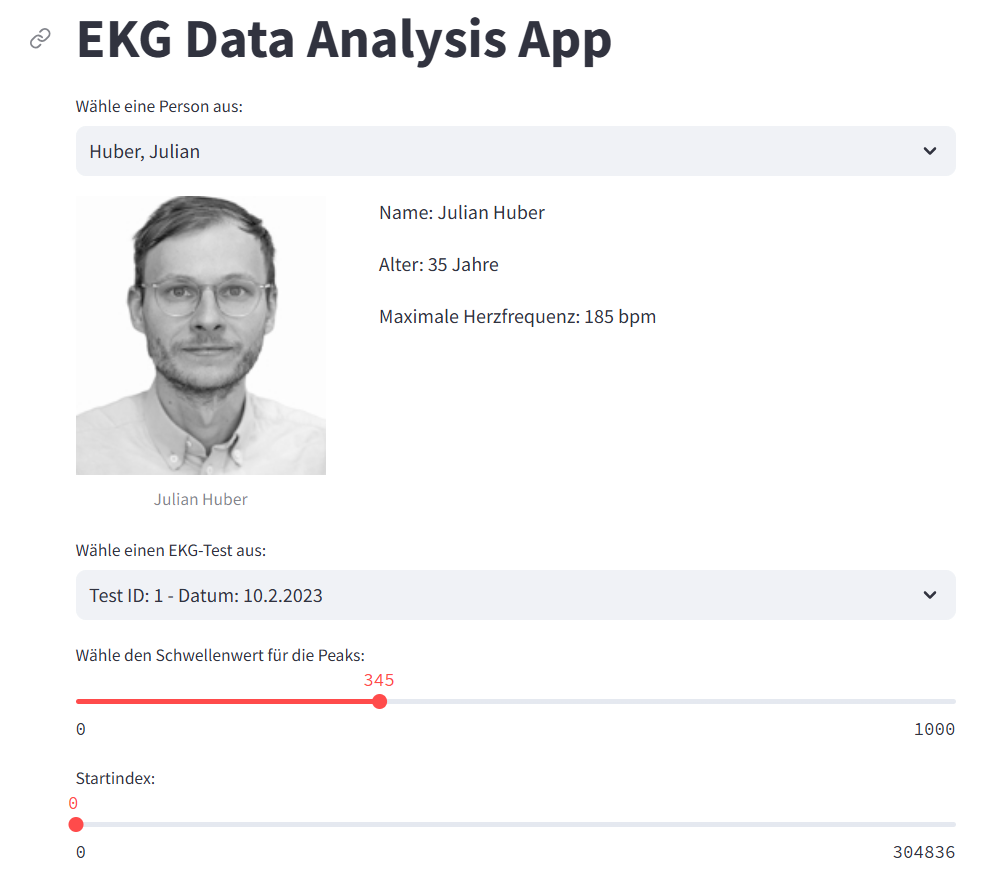 EKG Data Analysis App
Wähle eine Person aus:
Huber, Julian
Name: Julian Huber
Alter: 35 Jahre
Maximale Herzfrequenz: 185 bpm
Julian Huber
Wähle einen EKG-Test aus:
Test ID: 1 - Datum: 10.2.2023
Wähle den Schwellenwert für die Peaks:
345
0 1000
Startindex:
0
0 304836